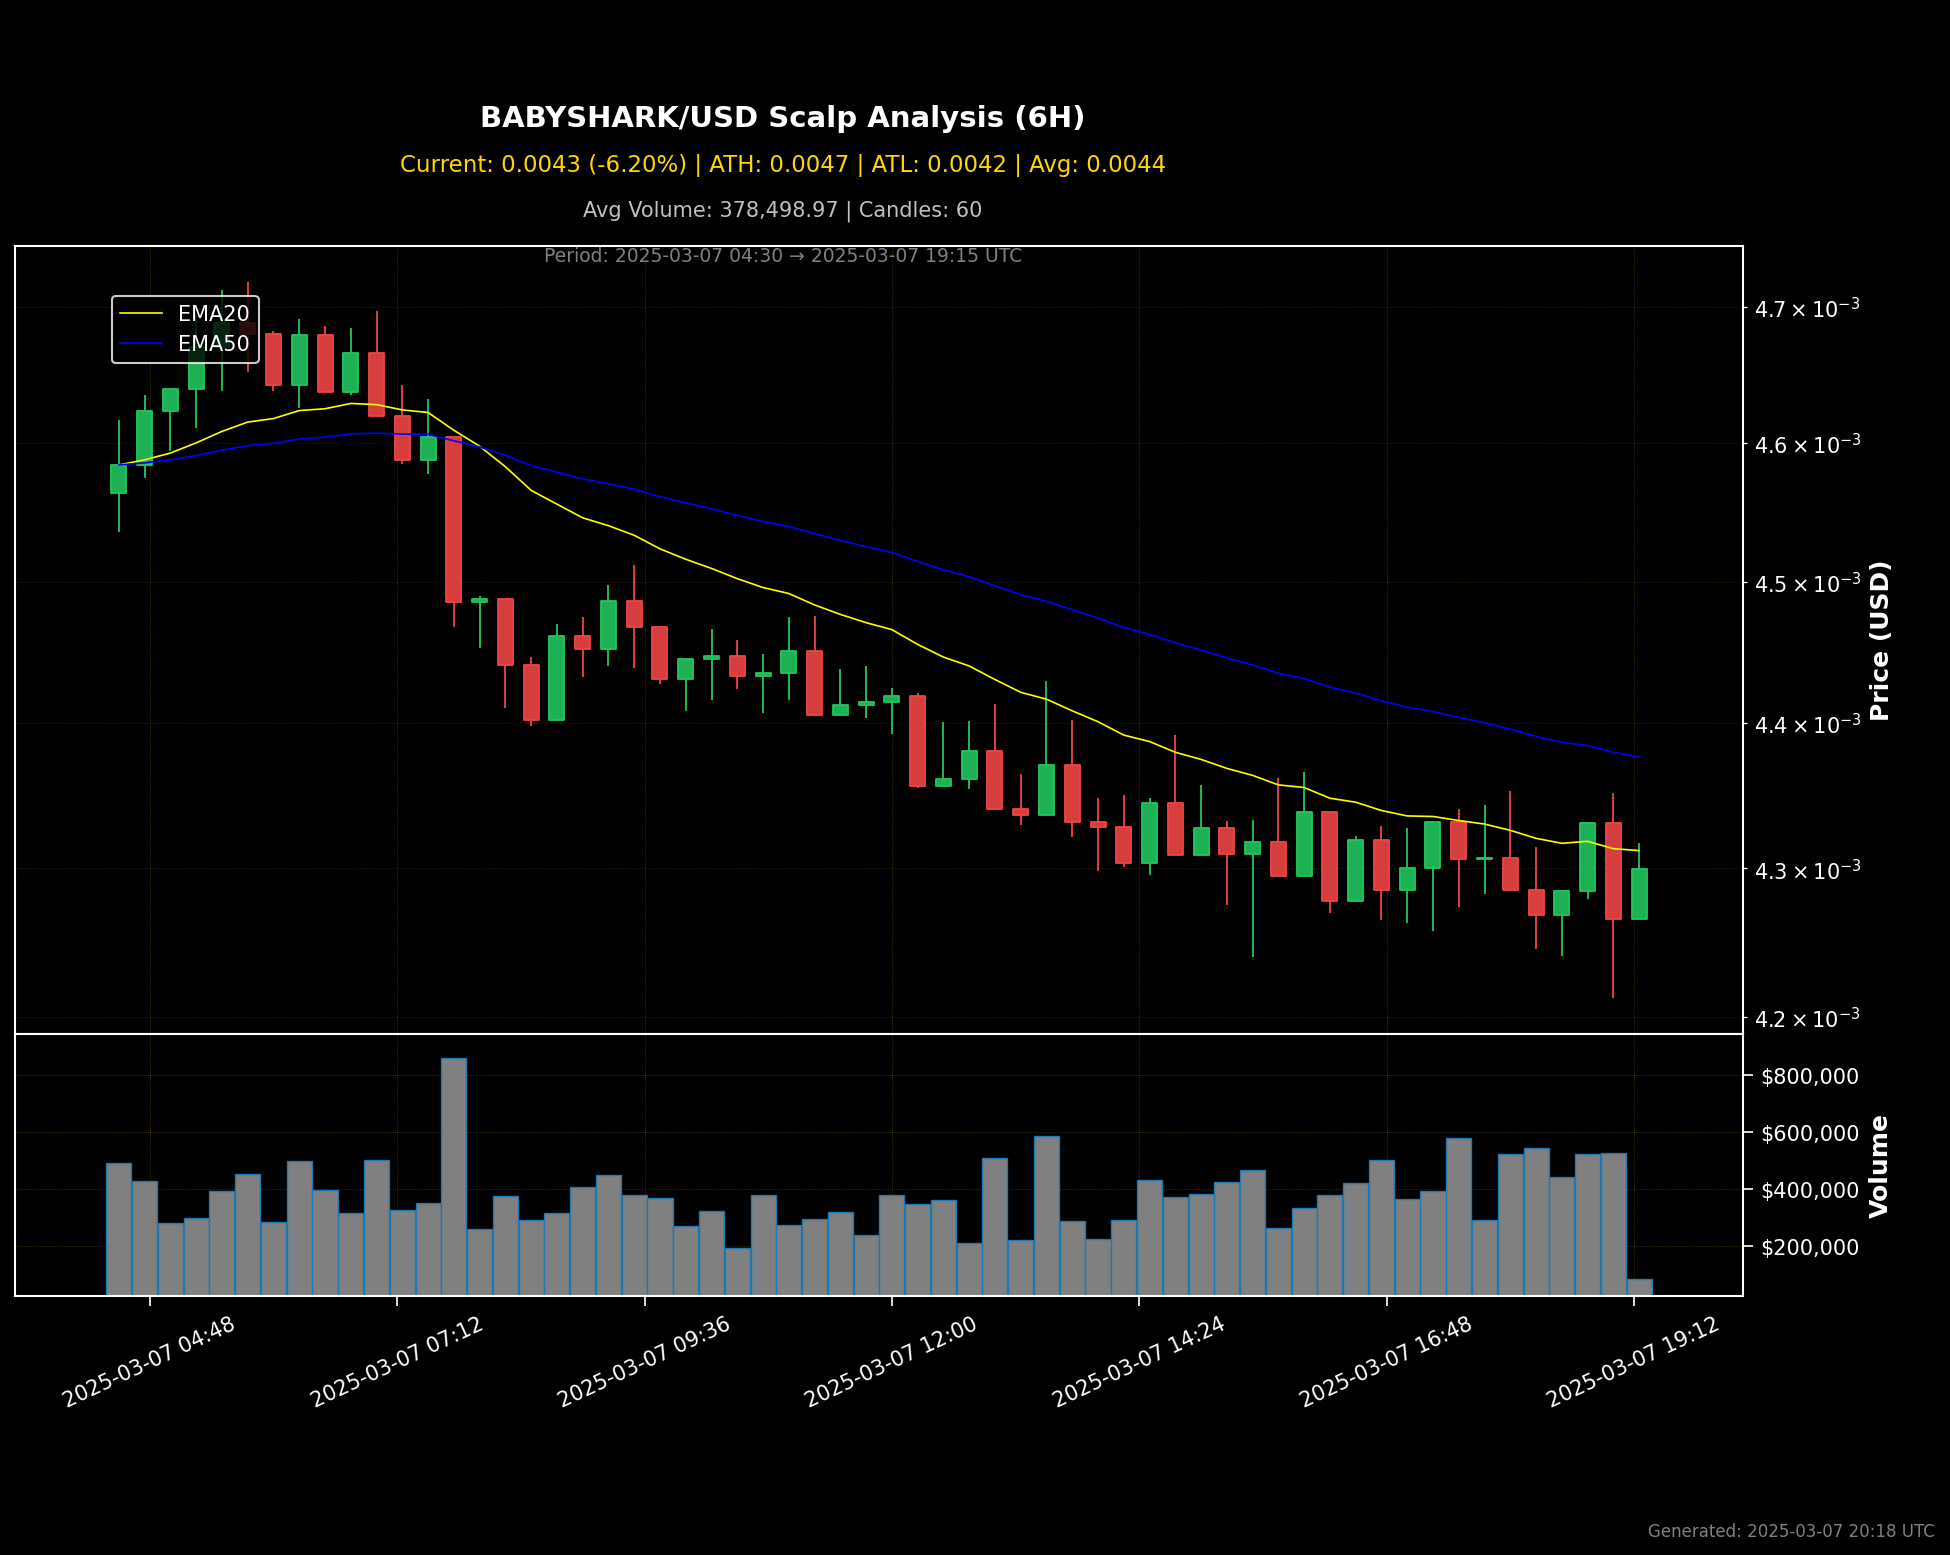 BABYSHARK/USD Scalp Analysis (6H)
Current: 0.0043 (-6.20%) | ATH: 0.0047 | ATL: 0.0042 | Avg: 0.0044
Avg Volume: 378,498.97 | Candles: 60
Period: 2025-03-07 04:30 → 2025-03-07 19:15 UTC
EMA20
EMA50
4.7 × 10⁻³
4.6 × 10⁻³
4.5 × 10⁻³
4.4 × 10⁻³
4.3 × 10⁻³
4.2 × 10⁻³
Price (USD)
$800,000
$600,000
$400,000
$200,000
Volume
2025-03-07 04:48
2025-03-07 07:12
2025-03-07 09:36
2025-03-07 12:00
2025-03-07 14:24
2025-03-07 16:48
2025-03-07 19:12
Generated: 2025-03-07 20:18 UTC